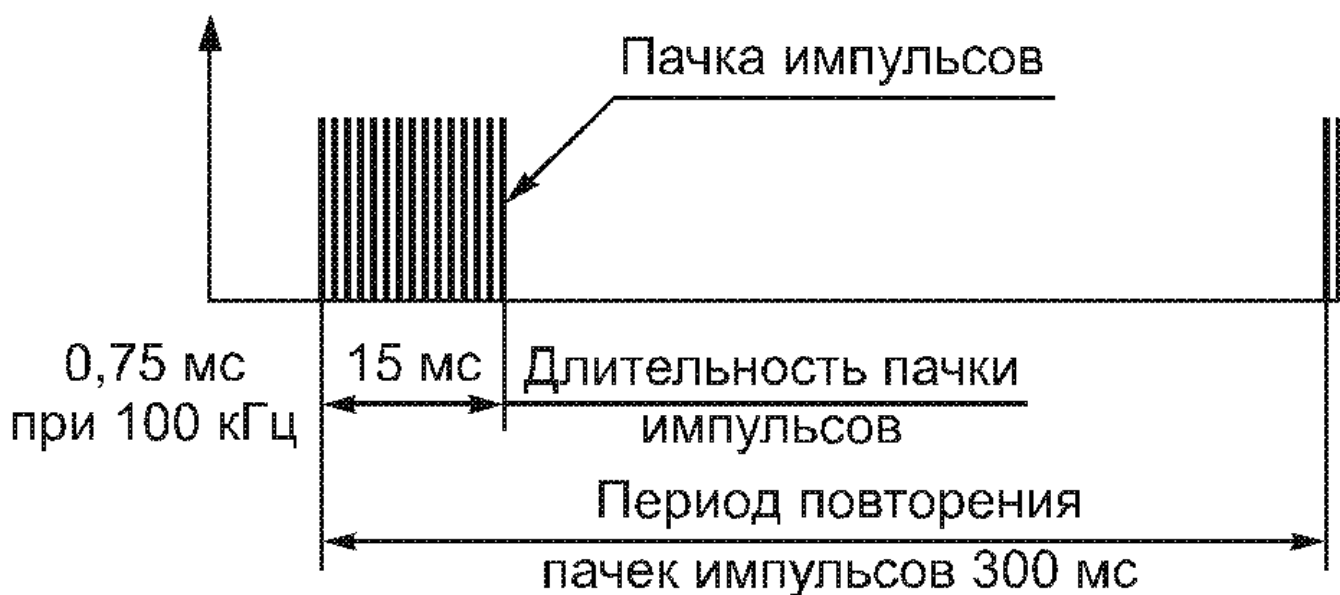 Пачка импульсов
0,75 мс
при 100 кГц
15 мс
Длительность пачки
импульсов
Период повторения
пачек импульсов 300 мс